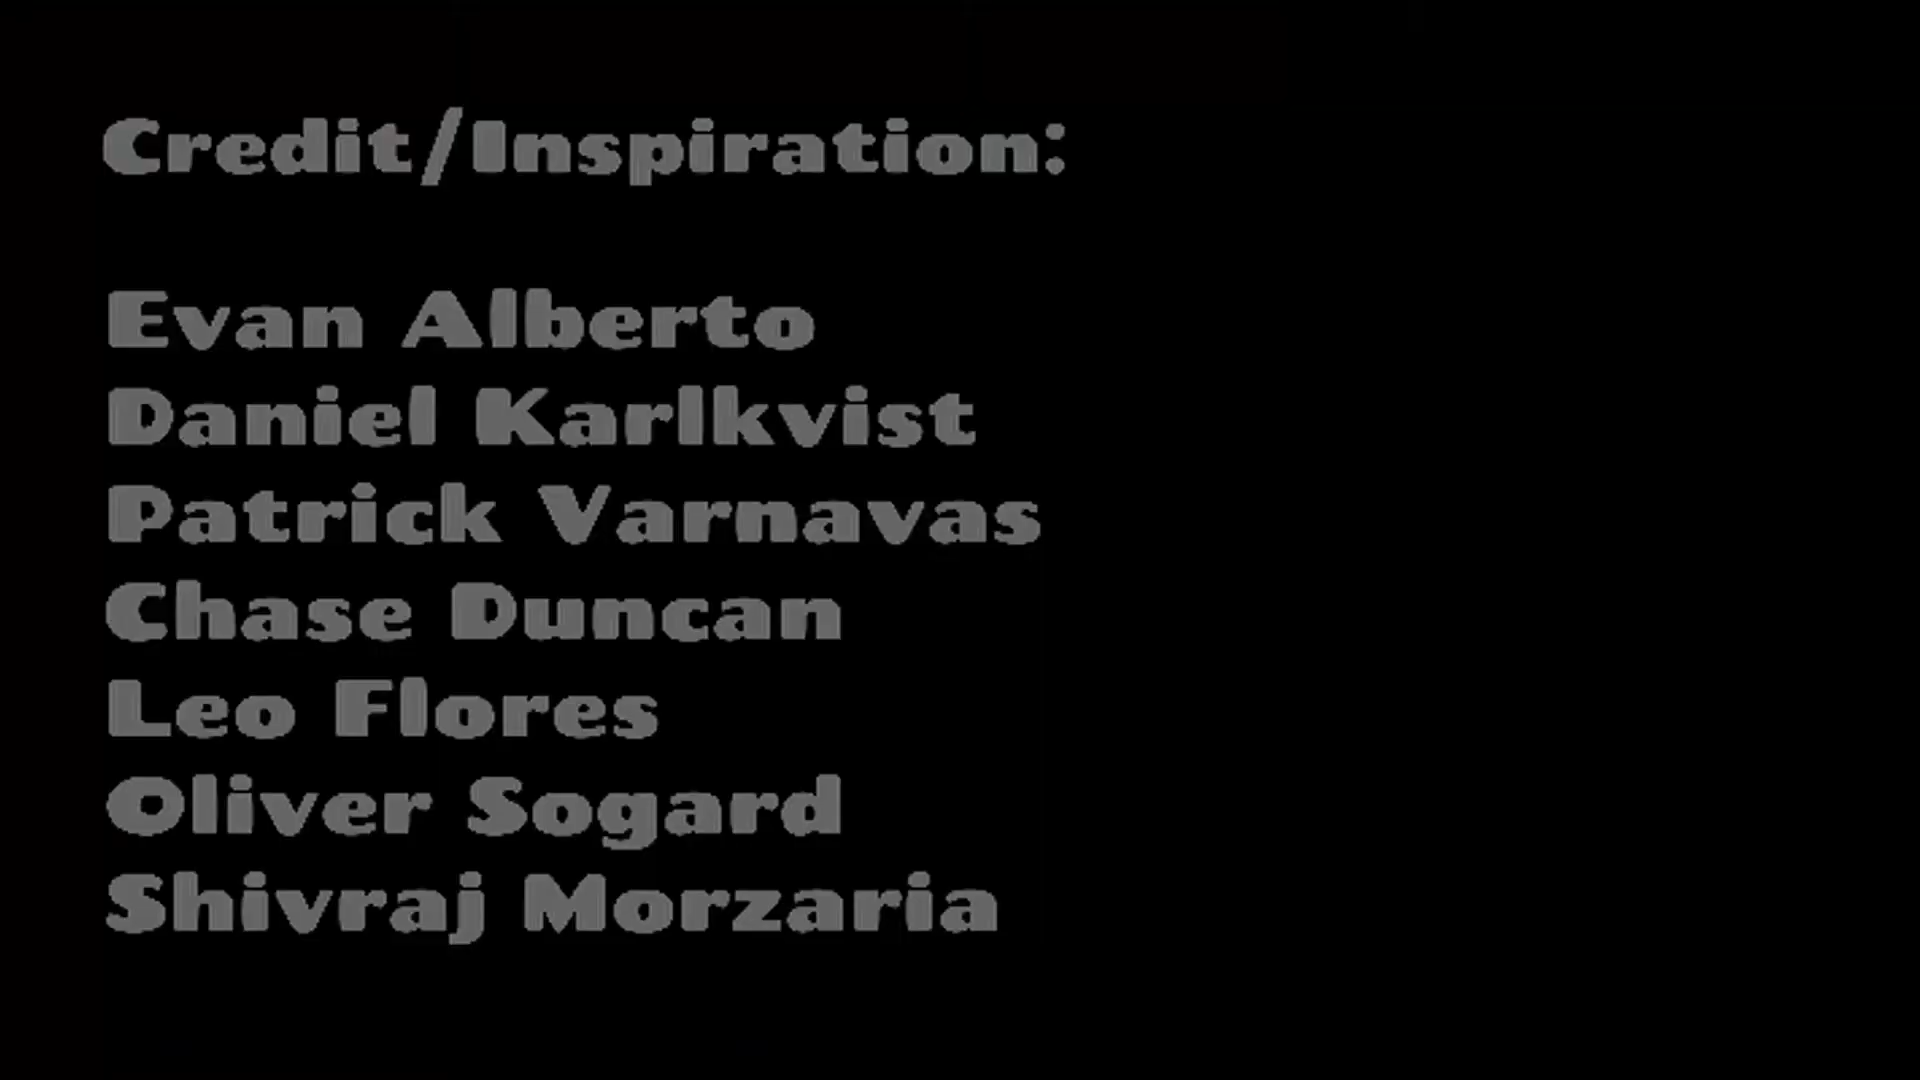 Credit/Inspiration:
Evan Alberto
Daniel Karlkvist
Patrick Varnavas
Chase Duncan
Leo Flores
Oliver Sogard
Shivraj Morzaria